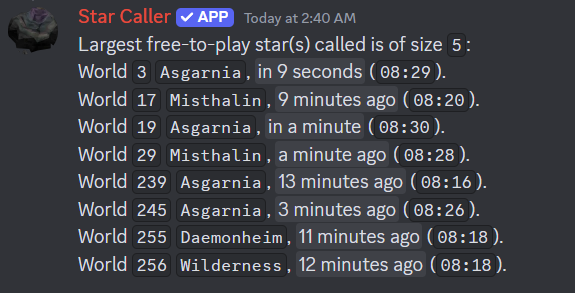 Star Caller ✓ APP Today at 2:40 AM
Largest free-to-play star(s) called is of size 5:
World 3 Asgarnia, in 9 seconds (08:29).
World 17 Misthalin, 9 minutes ago (08:20).
World 19 Asgarnia, in a minute (08:30).
World 29 Misthalin, a minute ago (08:28).
World 239 Asgarnia, 13 minutes ago (08:16).
World 245 Asgarnia, 3 minutes ago (08:26).
World 255 Daemonheim, 11 minutes ago (08:18).
World 256 Wilderness, 12 minutes ago (08:18).